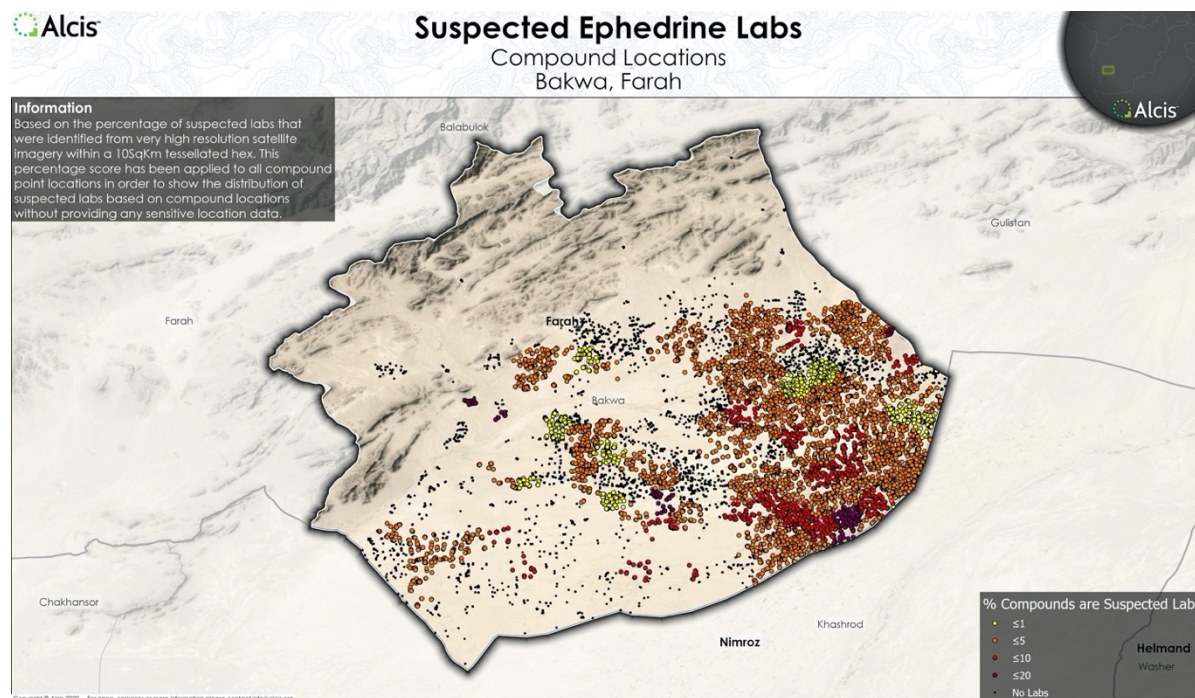 Alcis
Suspected Ephedrine Labs
Compound Locations
Bakwa, Farah
Alcis
Information
Based on the percentage of suspected labs that
were identified from very high resolution satellite
imagery within a 10SqKm tessellated hex. This
percentage score has been applied to all compound
point locations in order to show the distribution of
suspected labs based on compound locations
without providing any sensitive location data.
Balabulok
Gulistan
Farah
Farah
Bakwa
Chakhansor
Khashrod
Nimroz
% Compounds are Suspected Lab
≤1
≤5
≤10
≤20
No Labs
Helmand
Washer